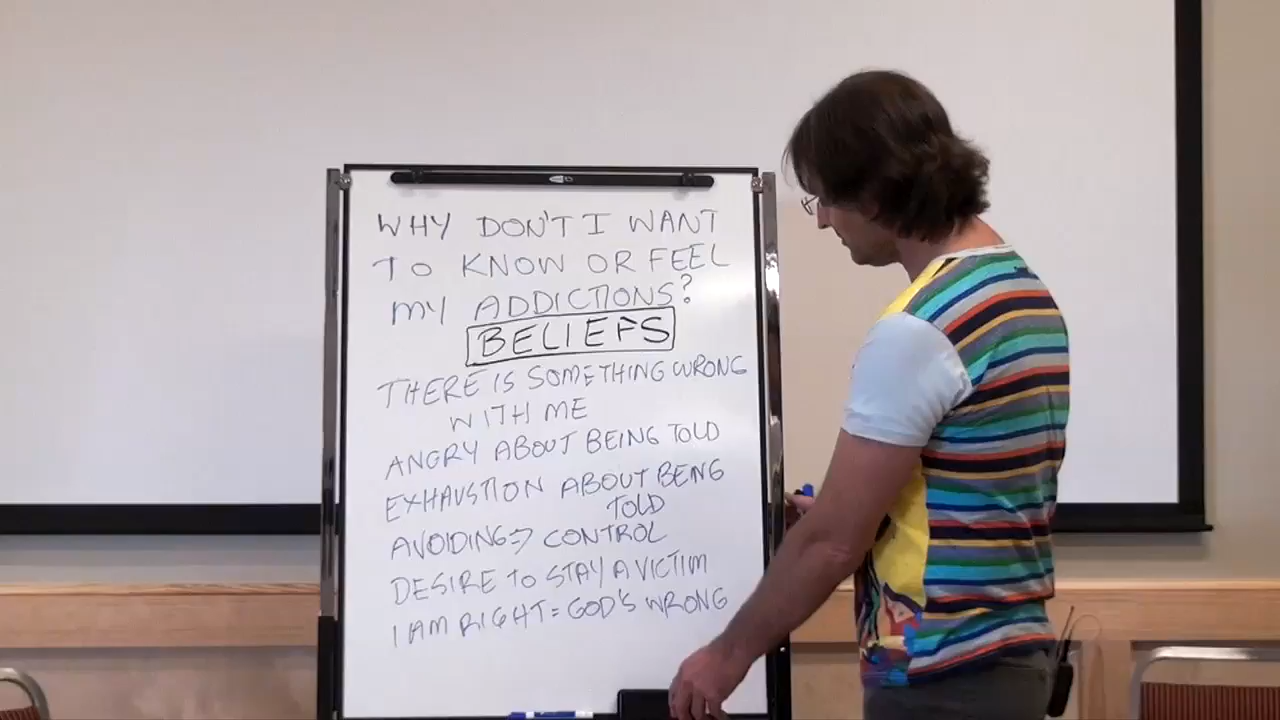 WHY DON'T I WANT
TO KNOW OR FEEL
MY ADDICTIONS?
BELIEFS
THERE IS SOMETHING WRONG
WITH ME
ANGRY ABOUT BEING TOLD
EXHAUSTION ABOUT BEING
TOLD
AVOIDING => CONTROL
DESIRE TO STAY A VICTIM
I AM RIGHT = GOD'S WRONG